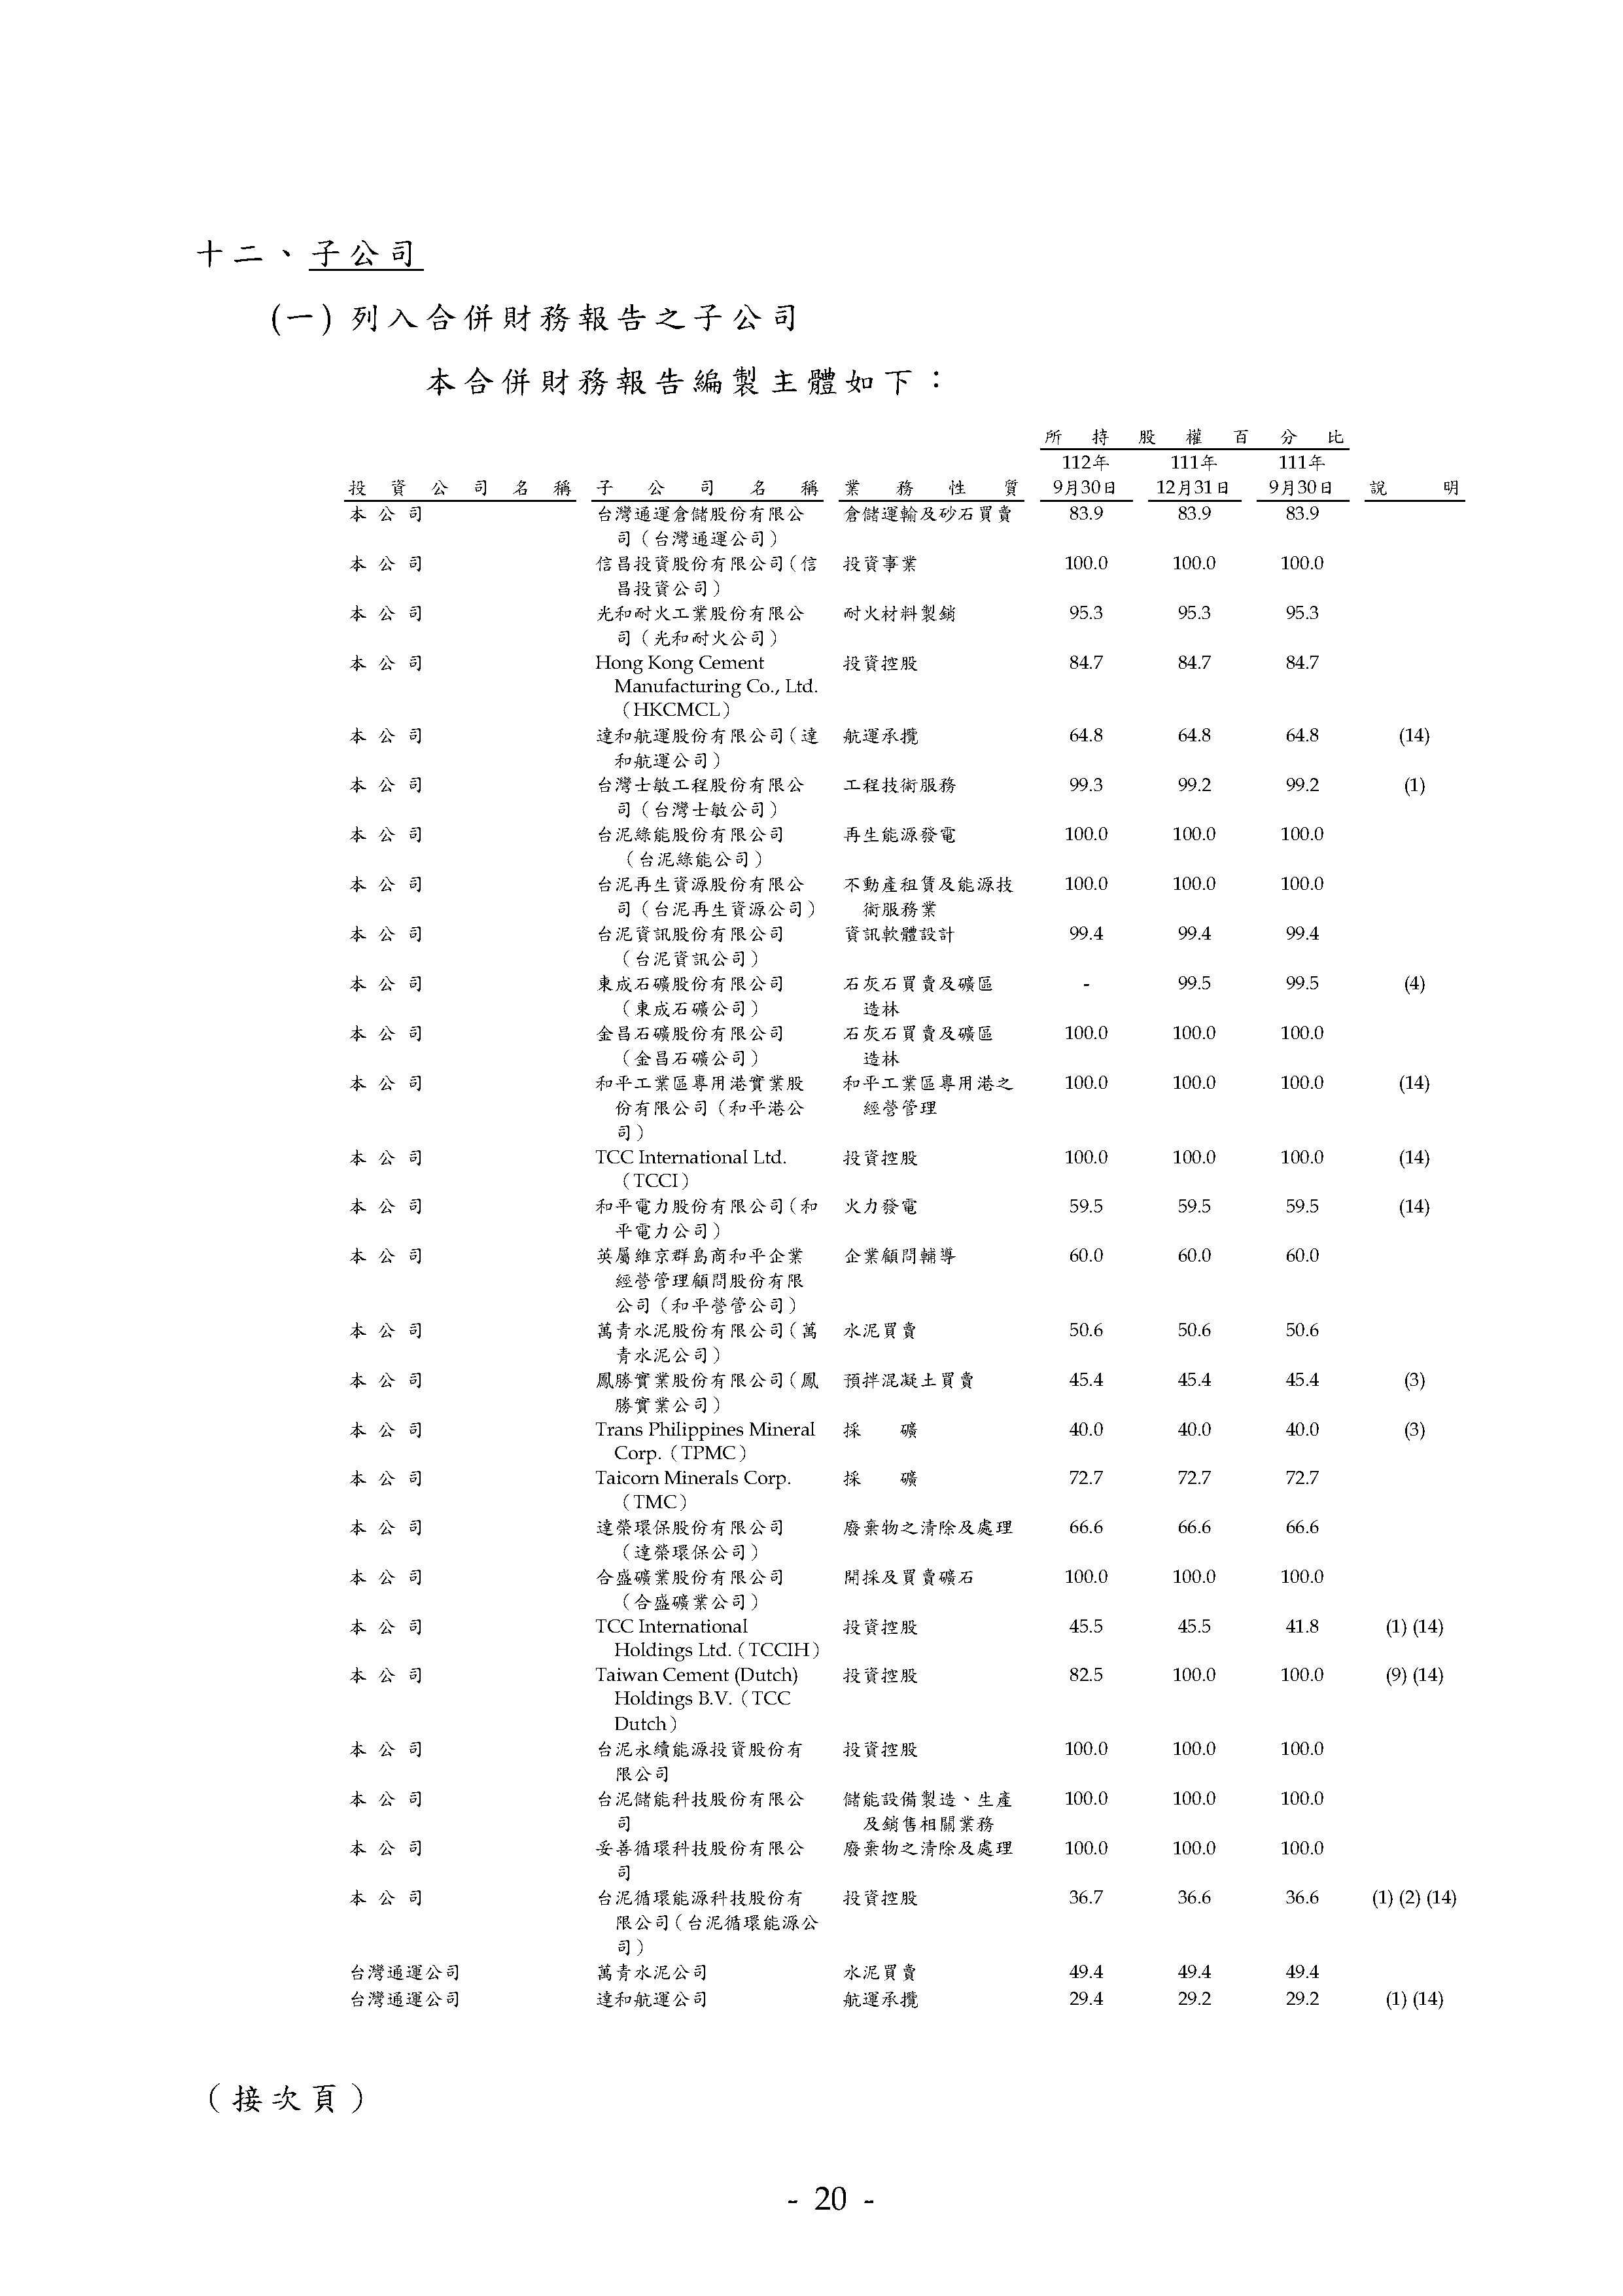 十二、子公司
(一) 列入合併財務報告之子公司
本合併財務報告編製主體如下：
所持股權百分比
112年 111年 111年
投資公司名稱 子公司名稱 業務性質 9月30日 12月31日 9月30日 說明
本公司 台灣通運倉儲股份有限公 倉儲運輸及砂石買賣 83.9 83.9 83.9
司（台灣通運公司）
本公司 信昌投資股份有限公司（信 投資事業 100.0 100.0 100.0
昌投資公司）
本公司 光和耐火工業股份有限公 耐火材料製銷 95.3 95.3 95.3
司（光和耐火公司）
本公司 Hong Kong Cement 投資控股 84.7 84.7 84.7
Manufacturing Co., Ltd.
（HKCMCL）
本公司 達和航運股份有限公司（達 航運承攬 64.8 64.8 64.8 (14)
和航運公司）
本公司 台灣士敏工程股份有限公 工程技術服務 99.3 99.2 99.2 (1)
司（台灣士敏公司）
本公司 台泥綠能股份有限公司 再生能源發電 100.0 100.0 100.0
（台泥綠能公司）
本公司 台泥再生資源股份有限公 不動產租賃及能源技 100.0 100.0 100.0
司（台泥再生資源公司） 術服務業
本公司 台泥資訊股份有限公司 資訊軟體設計 99.4 99.4 99.4
（台泥資訊公司）
本公司 東成石礦股份有限公司 石灰石買賣及礦區 - 99.5 99.5 (4)
（東成石礦公司） 造林
本公司 金昌石礦股份有限公司 石灰石買賣及礦區 100.0 100.0 100.0
（金昌石礦公司） 造林
本公司 和平工業區專用港實業股 和平工業區專用港之 100.0 100.0 100.0 (14)
份有限公司（和平港公 經營管理
司）
本公司 TCC International Ltd. 投資控股 100.0 100.0 100.0 (14)
（TCCI）
本公司 和平電力股份有限公司（和 火力發電 59.5 59.5 59.5 (14)
平電力公司）
本公司 英屬維京群島商和平企業 企業顧問輔導 60.0 60.0 60.0
經營管理顧問股份有限
公司（和平營管公司）
本公司 萬青水泥股份有限公司（萬 水泥買賣 50.6 50.6 50.6
青水泥公司）
本公司 鳳勝實業股份有限公司（鳳 預拌混凝土買賣 45.4 45.4 45.4 (3)
勝實業公司）
本公司 Trans Philippines Mineral 採礦 40.0 40.0 40.0 (3)
Corp.（TPMC）
本公司 Taicorn Minerals Corp. 採礦 72.7 72.7 72.7
（TMC）
本公司 達榮環保股份有限公司 廢棄物之清除及處理 66.6 66.6 66.6
（達榮環保公司）
本公司 合盛礦業股份有限公司 開採及買賣礦石 100.0 100.0 100.0
（合盛礦業公司）
本公司 TCC International 投資控股 45.5 45.5 41.8 (1) (14)
Holdings Ltd.（TCCIH）
本公司 Taiwan Cement (Dutch) 投資控股 82.5 100.0 100.0 (9) (14)
Holdings B.V.（TCC
Dutch）
本公司 台泥永續能源投資股份有 投資控股 100.0 100.0 100.0
限公司
本公司 台泥儲能科技股份有限公 儲能設備製造、生產 100.0 100.0 100.0
司 及銷售相關業務
本公司 妥善循環科技股份有限公 廢棄物之清除及處理 100.0 100.0 100.0
司
本公司 台泥循環能源科技股份有 投資控股 36.7 36.6 36.6 (1) (2) (14)
限公司（台泥循環能源公
司）
台灣通運公司 萬青水泥公司 水泥買賣 49.4 49.4 49.4
台灣通運公司 達和航運公司 航運承攬 29.4 29.2 29.2 (1) (14)
（接次頁）
- 20 -